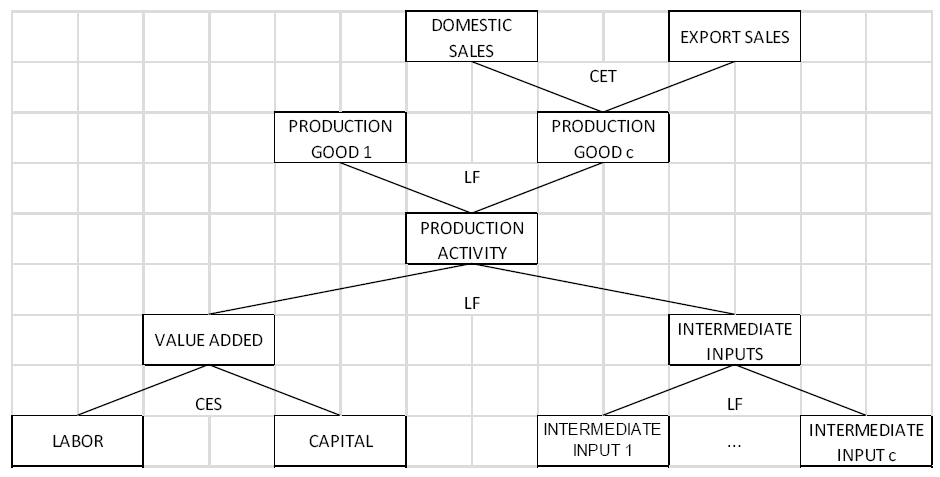 DOMESTIC
SALES
EXPORT SALES
CET
PRODUCTION
GOOD 1
PRODUCTION
GOOD c
LF
PRODUCTION
ACTIVITY
LF
VALUE ADDED
INTERMEDIATE
INPUTS
CES
LF
LABOR
CAPITAL
INTERMEDIATE
INPUT 1
...
INTERMEDIATE
INPUT c